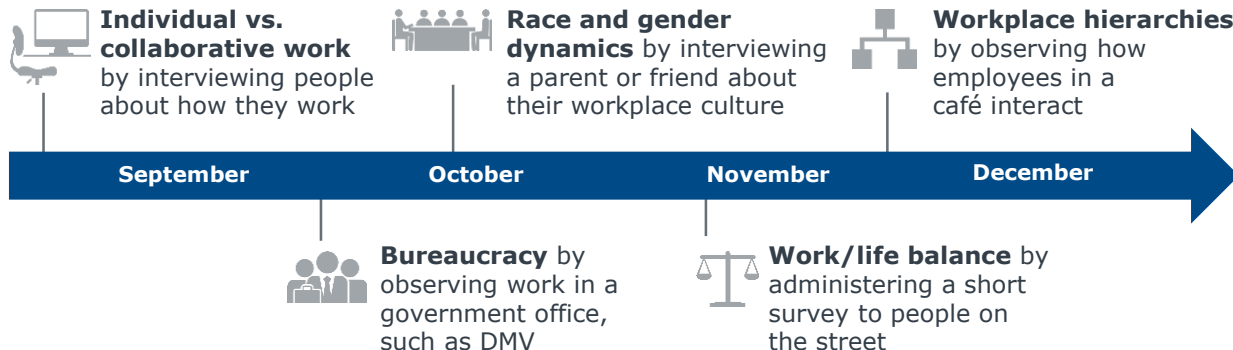 Individual vs.
collaborative work
by interviewing people
about how they work
Race and gender
dynamics by interviewing
a parent or friend about
their workplace culture
Workplace hierarchies
by observing how
employees in a
café interact
September
October
November
December
Bureaucracy by
observing work in a
government office,
such as DMV
Work/life balance by
administering a short
survey to people on
the street